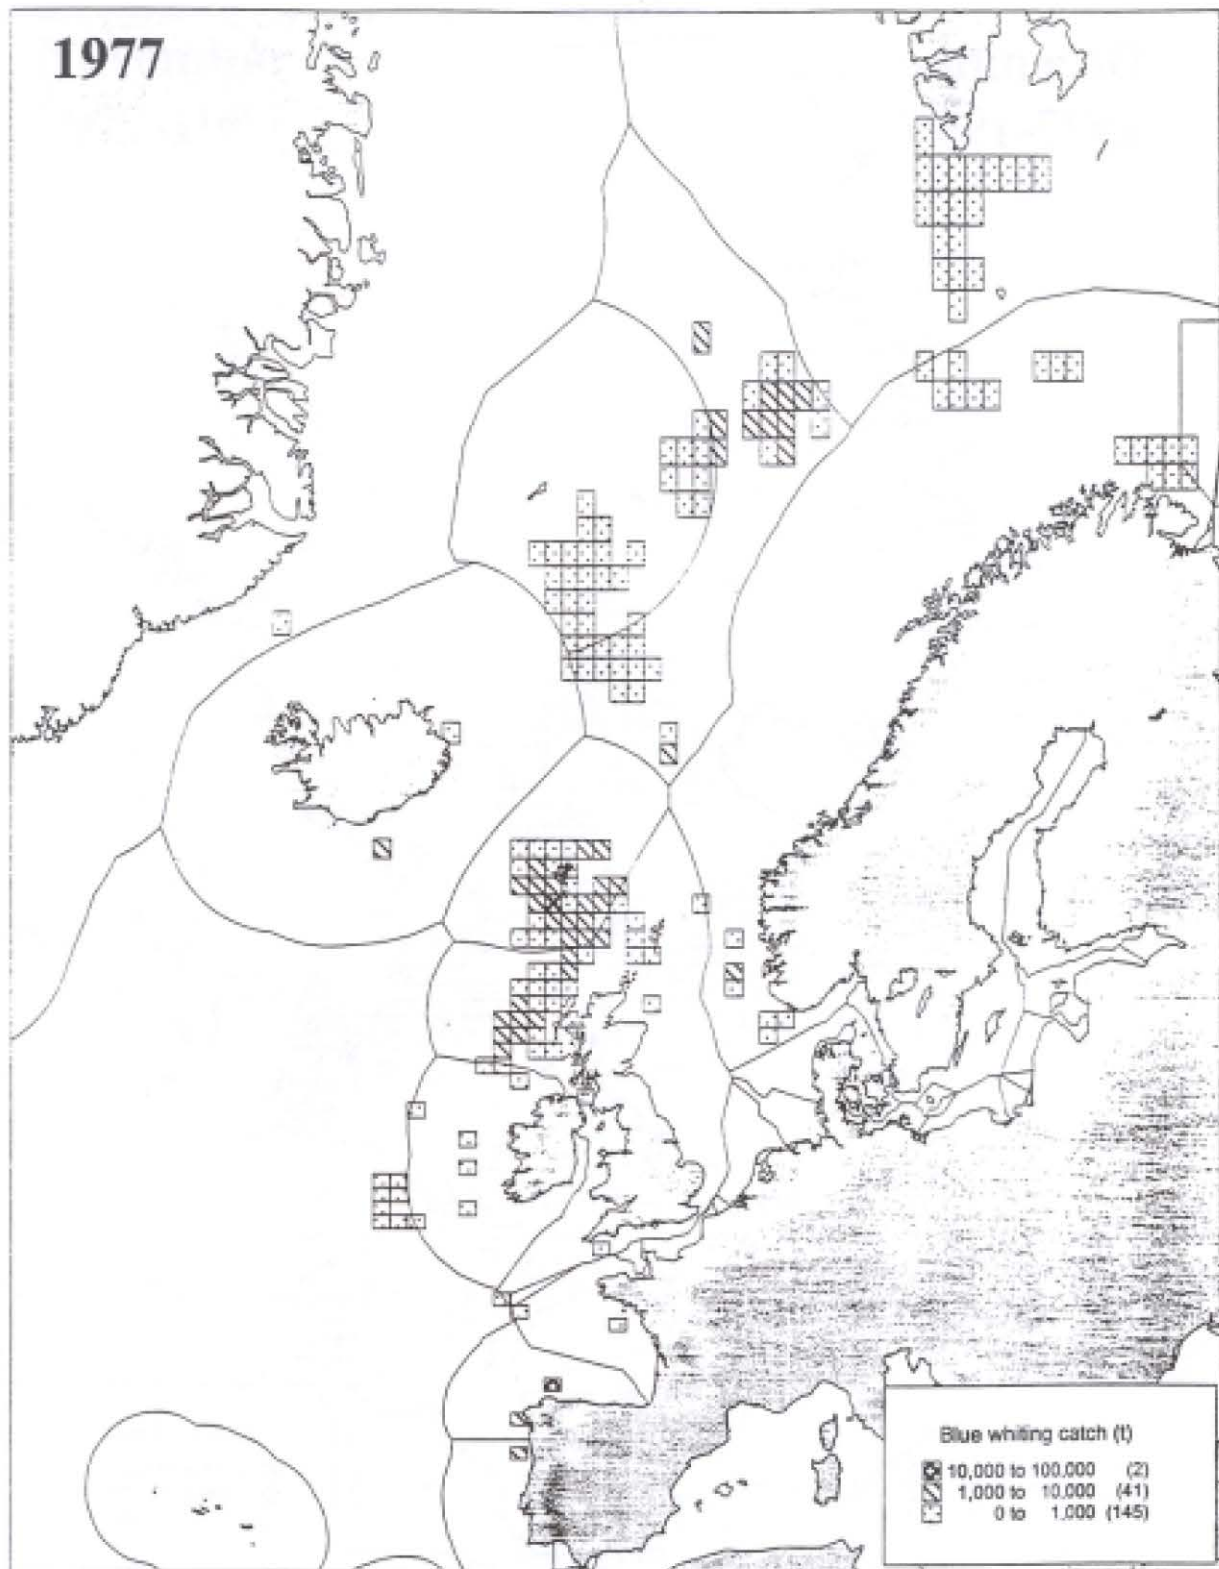 1977
Blue whiting catch (t)
10,000 to 100,000 (2)
1,000 to 10,000 (41)
0 to 1,000 (145)